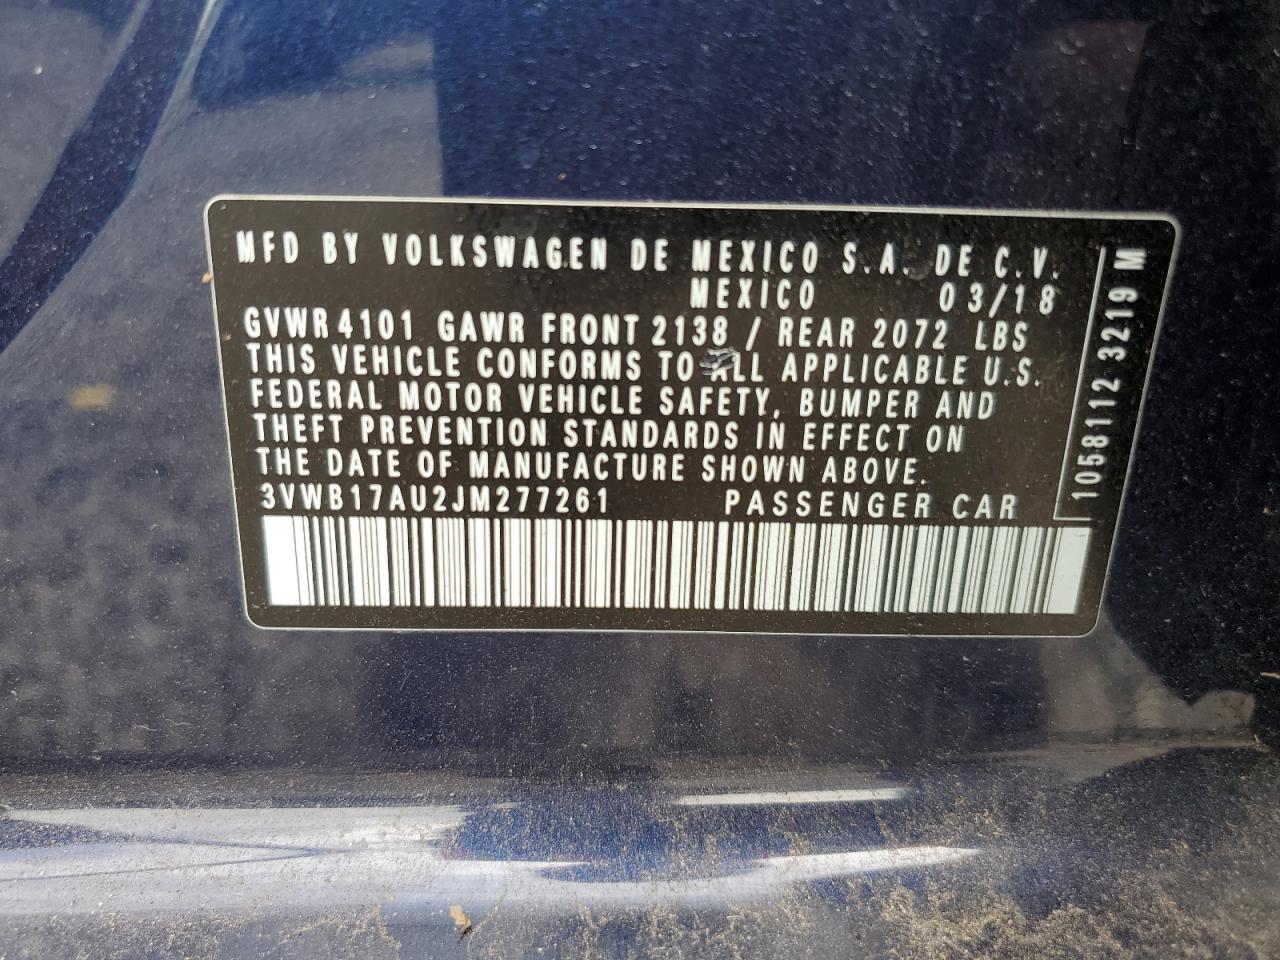 MFD BY VOLKSWAGEN DE MEXICO S.A. DE C.V.
MEXICO 03/18
GVWR 4101 GAWR FRONT 2138 / REAR 2072 LBS
THIS VEHICLE CONFORMS TO ALL APPLICABLE U.S.
FEDERAL MOTOR VEHICLE SAFETY, BUMPER AND
THEFT PREVENTION STANDARDS IN EFFECT ON
THE DATE OF MANUFACTURE SHOWN ABOVE.
3VWB17AU2JM277261 PASSENGER CAR
1058112 3219 M